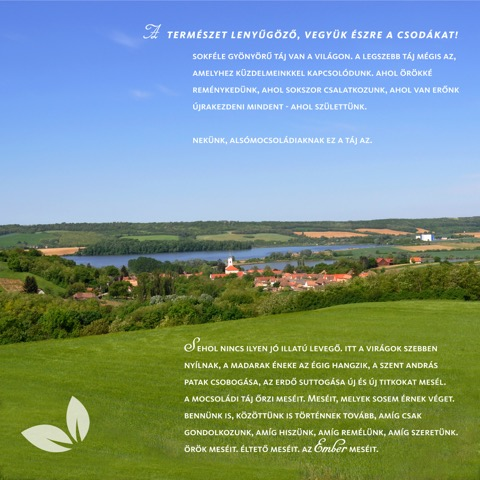 A TERMÉSZET LENYŰGÖZŐ, VEGYÜK ÉSZRE A CSODÁKAT!
SOKFÉLE GYÖNYÖRŰ TÁJ VAN A VILÁGON. A LEGSZEBB TÁJ MÉGIS AZ,
AMELYHEZ KÜZDELMEINKKEL KAPCSOLÓDUNK. AHOL ÖRÖKKÉ
REMÉNYKEDÜNK, AHOL SOKSZOR CSALATKOZUNK, AHOL VAN ERŐNK
ÚJRAKEZDENI MINDENT - AHOL SZÜLETTÜNK.
NEKÜNK, ALSÓMOCSOLÁDIAKNAK EZ A TÁJ AZ.
SEHOL NINCS ILYEN JÓ ILLATÚ LEVEGŐ. ITT A VIRÁGOK SZEBBEN
NYÍLNAK, A MADARAK ÉNEKE AZ ÉGIG HANGZIK, A SZENT ANDRÁS
PATAK CSOBOGÁSA, AZ ERDŐ SUTTOGÁSA ÚJ ÉS ÚJ TITKOKAT MESÉL.
A MOCSOLÁDI TÁJ ŐRZI MESÉIT. MESÉIT, MELYEK SOSEM ÉRNEK VÉGET.
BENNÜNK IS, KÖZÖTTÜNK IS TÖRTÉNNEK TOVÁBB, AMÍG CSAK
GONDOLKOZUNK, AMÍG HISZÜNK, AMÍG REMÉLÜNK, AMÍG SZERETÜNK.
ÖRÖK MESÉIT. ÉLTETŐ MESÉIT. AZ Ember MESÉIT.